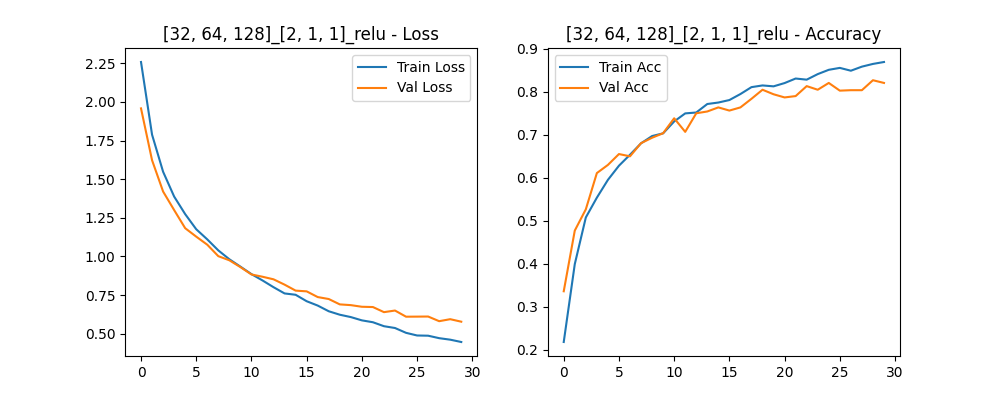 [32, 64, 128]_[2, 1, 1]_relu - Loss
Train Loss
Val Loss
2.25
2.00
1.75
1.50
1.25
1.00
0.75
0.50
0 5 10 15 20 25 30
[32, 64, 128]_[2, 1, 1]_relu - Accuracy
Train Acc
Val Acc
0.9
0.8
0.7
0.6
0.5
0.4
0.3
0.2
0 5 10 15 20 25 30